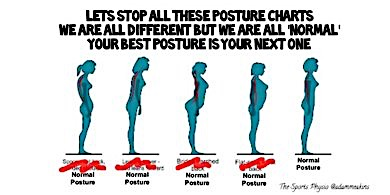 LETS STOP ALL THESE POSTURE CHARTS
WE ARE ALL DIFFERENT BUT WE ARE ALL 'NORMAL'
YOUR BEST POSTURE IS YOUR NEXT ONE
Normal Posture
Normal Posture
Normal Posture
Normal Posture
Normal Posture
The Sports Physio @adammeakins